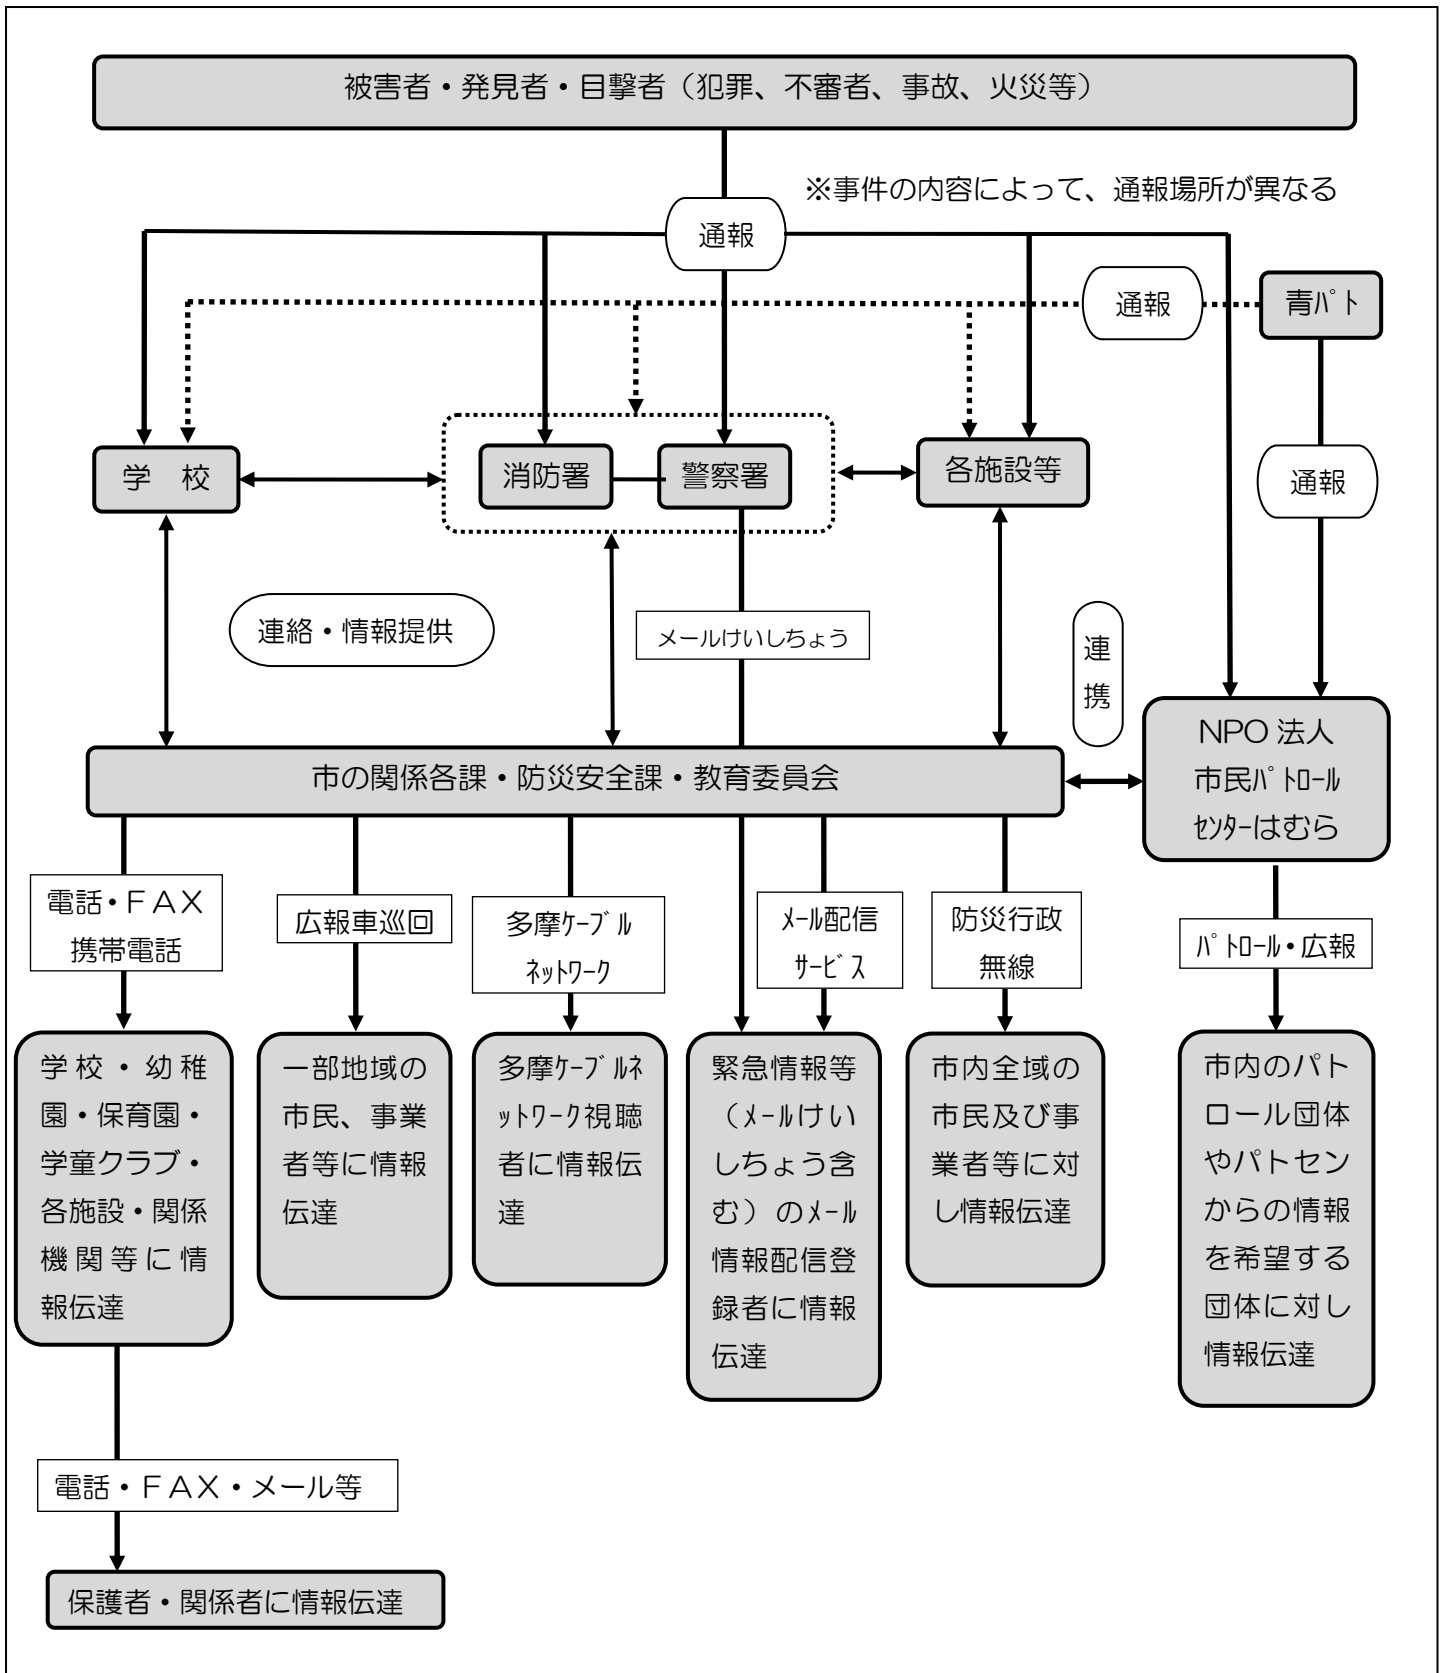 被害者・発見者・目撃者（犯罪、不審者、事故、火災等）
※事件の内容によって、通報場所が異なる
通報
通報
青ﾊﾟﾄ
学　校
消防署
警察署
各施設等
通報
連絡・情報提供
メールけいしちょう
連
携
市の関係各課・防災安全課・教育委員会
NPO 法人
市民ﾊﾟﾄﾛｰﾙ
ｾﾝﾀｰはむら
電話・ＦＡＸ
携帯電話
広報車巡回
多摩ｹｰﾌﾞﾙ
ﾈｯﾄﾜｰｸ
ﾒｰﾙ配信
ｻｰﾋﾞｽ
防災行政
無線
ﾊﾟﾄﾛｰﾙ・広報
学校・幼稚
園・保育園・
学童クラブ・
各施設・関係
機関等に情
報伝達
一部地域の
市民、事業
者等に情報
伝達
多摩ｹｰﾌﾞﾙﾈ
ｯﾄﾜｰｸ視聴
者に情報伝
達
緊急情報等
（ﾒｰﾙけい
しちょう含
む）のﾒｰﾙ
情報配信登
録者に情報
伝達
市内全域の
市民及び事
業者等に対
し情報伝達
市内のパト
ロール団体
やパトセン
からの情報
を希望する
団体に対し
情報伝達
電話・ＦＡＸ・メール等
保護者・関係者に情報伝達